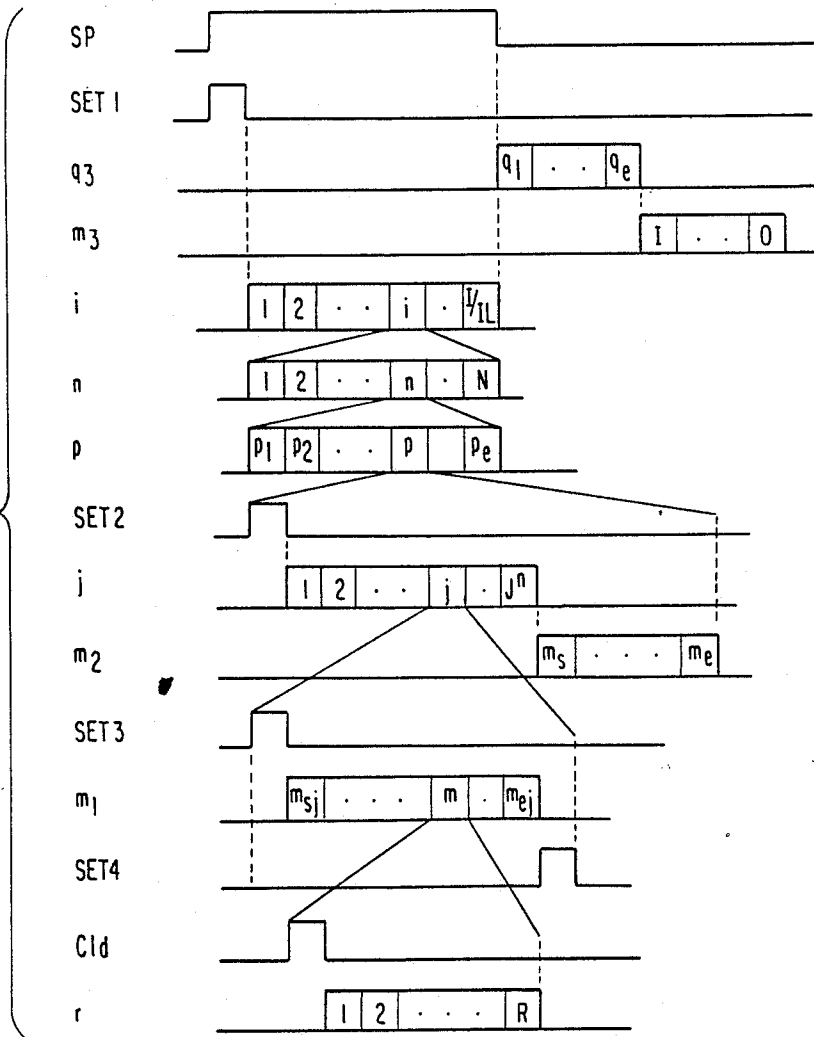 SP
SET 1
q3 q1 . . qe
m3 I . . 0
i 1 2 . . i . I/IL
n 1 2 . . n . N
p p1 p2 . . p pe
SET2
j 1 2 . . j . Jⁿ
m2 ms . . . me
SET3
m1 msj . . . m . mej
SET4
Cld
r 1 2 . . . R